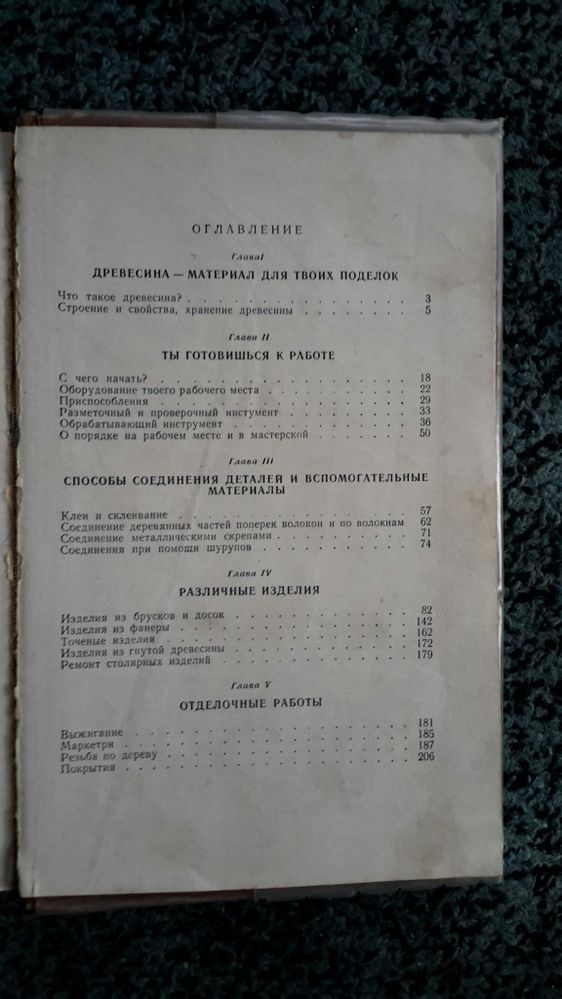 ОГЛАВЛЕНИЕ
Глава I
ДРЕВЕСИНА — МАТЕРИАЛ ДЛЯ ТВОИХ ПОДЕЛОК
Что такое древесина? . . . . . . . . . . . . . . . 3
Строение и свойства, хранение древесины . . . . . . . 5
Глава II
ТЫ ГОТОВИШЬСЯ К РАБОТЕ
С чего начать? . . . . . . . . . . . . . . . . 18
Оборудование твоего рабочего места . . . . . . . . . 22
Приспособления . . . . . . . . . . . . . . . 29
Разметочный и проверочный инстумент . . . . . . . . 33
Обрабатывающий инструмент . . . . . . . . . . . 36
О порядке на рабочем месте и в мастерской . . . . . . 50
Глава III
СПОСОБЫ СОЕДИНЕНИЯ ДЕТАЛЕЙ И ВСПОМОГАТЕЛЬНЫЕ
МАТЕРИАЛЫ
Клеи и склеивание . . . . . . . . . . . . . . 57
Соединение деревянных частей поперек волокон и по волокнам 62
Соединение металлическими скрепами . . . . . . . . 71
Соединения при помощи шурупов . . . . . . . . . . 74
Глава IV
РАЗЛИЧНЫЕ ИЗДЕЛИЯ
Изделия из брусков и досок . . . . . . . . . . . 82
Изделия из фанеры . . . . . . . . . . . . . . 142
Точеные изделия . . . . . . . . . . . . . . . 162
Изделия из гнутой древесины . . . . . . . . . . . 172
Ремонт столярных изделий . . . . . . . . . . . . 179
Глава V
ОТДЕЛОЧНЫЕ РАБОТЫ
Выжигание . . . . . . . . . . . . . . . . . 181
Маркетри . . . . . . . . . . . . . . . . . 185
Резьба по дереву . . . . . . . . . . . . . . . 187
Покрытия . . . . . . . . . . . . . . . . . 206